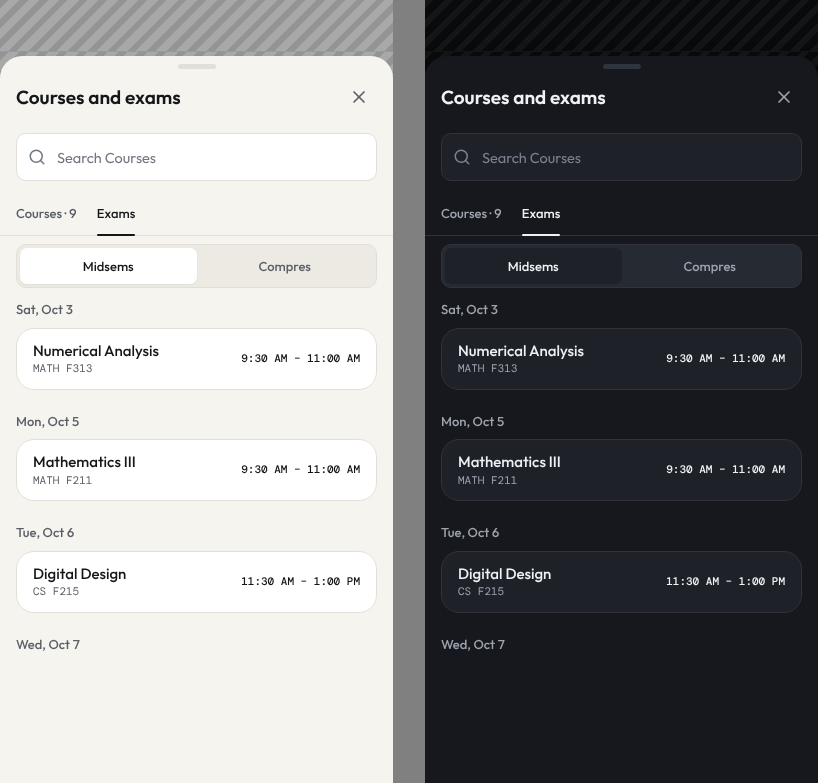 Courses and exams
Search Courses
Courses · 9 Exams
Midsems Compres
Sat, Oct 3
Numerical Analysis
MATH F313
9:30 AM – 11:00 AM
Mon, Oct 5
Mathematics III
MATH F211
9:30 AM – 11:00 AM
Tue, Oct 6
Digital Design
CS F215
11:30 AM – 1:00 PM
Wed, Oct 7
Courses and exams
Search Courses
Courses · 9 Exams
Midsems Compres
Sat, Oct 3
Numerical Analysis
MATH F313
9:30 AM – 11:00 AM
Mon, Oct 5
Mathematics III
MATH F211
9:30 AM – 11:00 AM
Tue, Oct 6
Digital Design
CS F215
11:30 AM – 1:00 PM
Wed, Oct 7